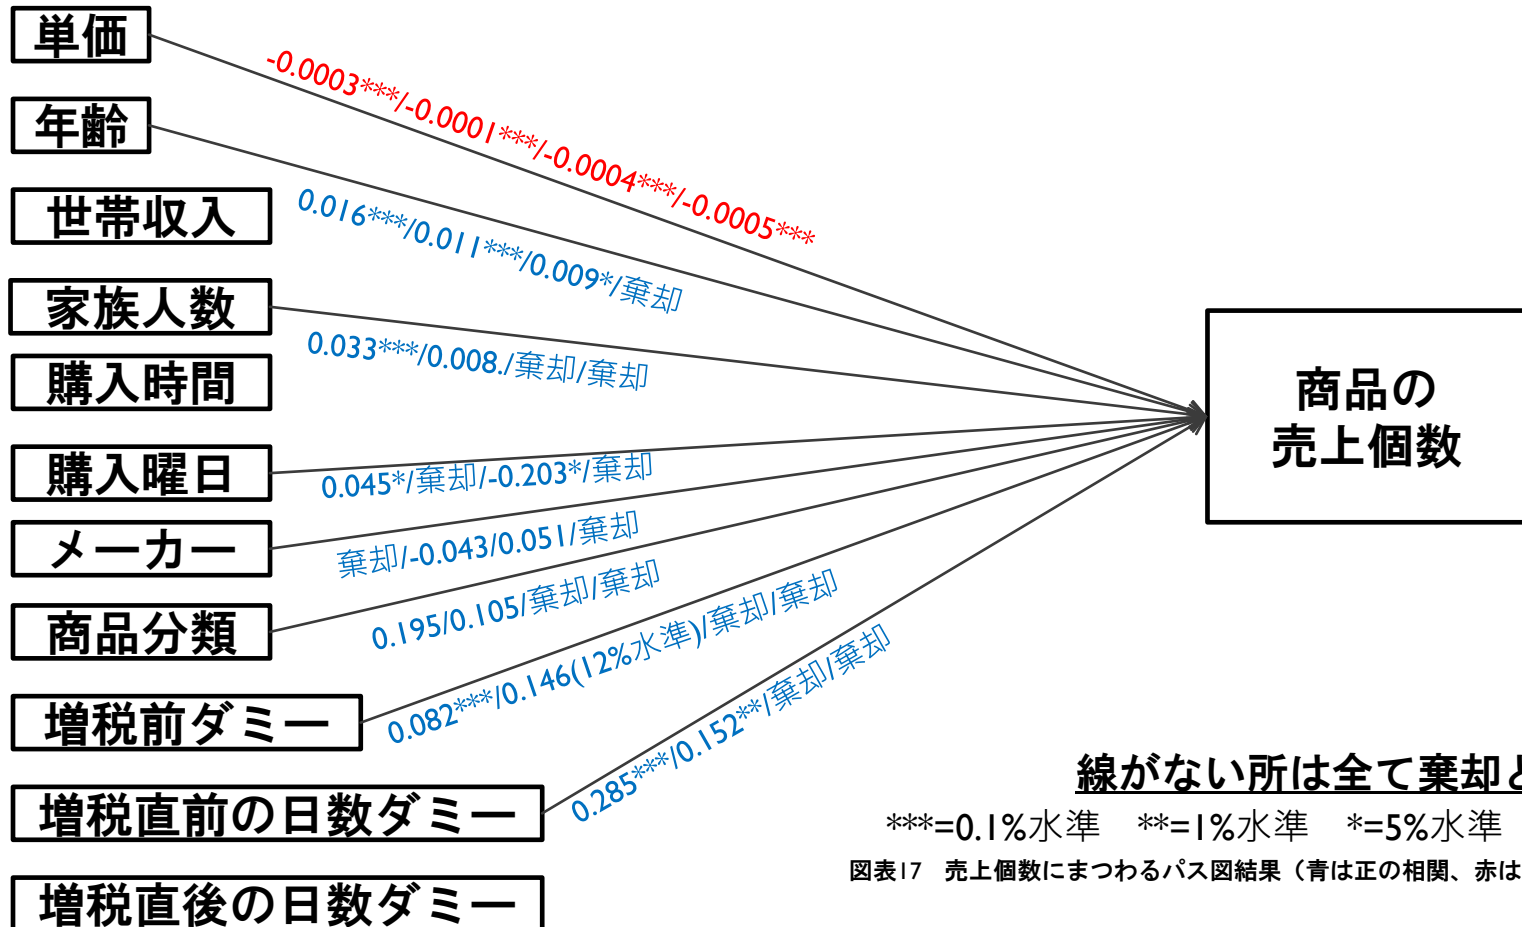 単価
-0.0003***/-0.0001***/-0.0004***/-0.0005***
年齢
0.016***/0.011***/0.009*/棄却
世帯収入
家族人数
0.033***/0.008./棄却/棄却
購入時間
商品の
売上個数
購入曜日
0.045*/棄却/-0.203*/棄却
メーカー
棄却/-0.043/0.051/棄却
商品分類
0.195/0.105/棄却/棄却
増税前ダミー
0.082***/0.146(12%水準)/棄却/棄却
増税直前の日数ダミー
0.285***/0.152**/棄却/棄却
増税直後の日数ダミー
線がない所は全て棄却と
***=0.1%水準 **=1%水準 *=5%水準
図表17 売上個数にまつわるパス図結果（青は正の相関、赤は